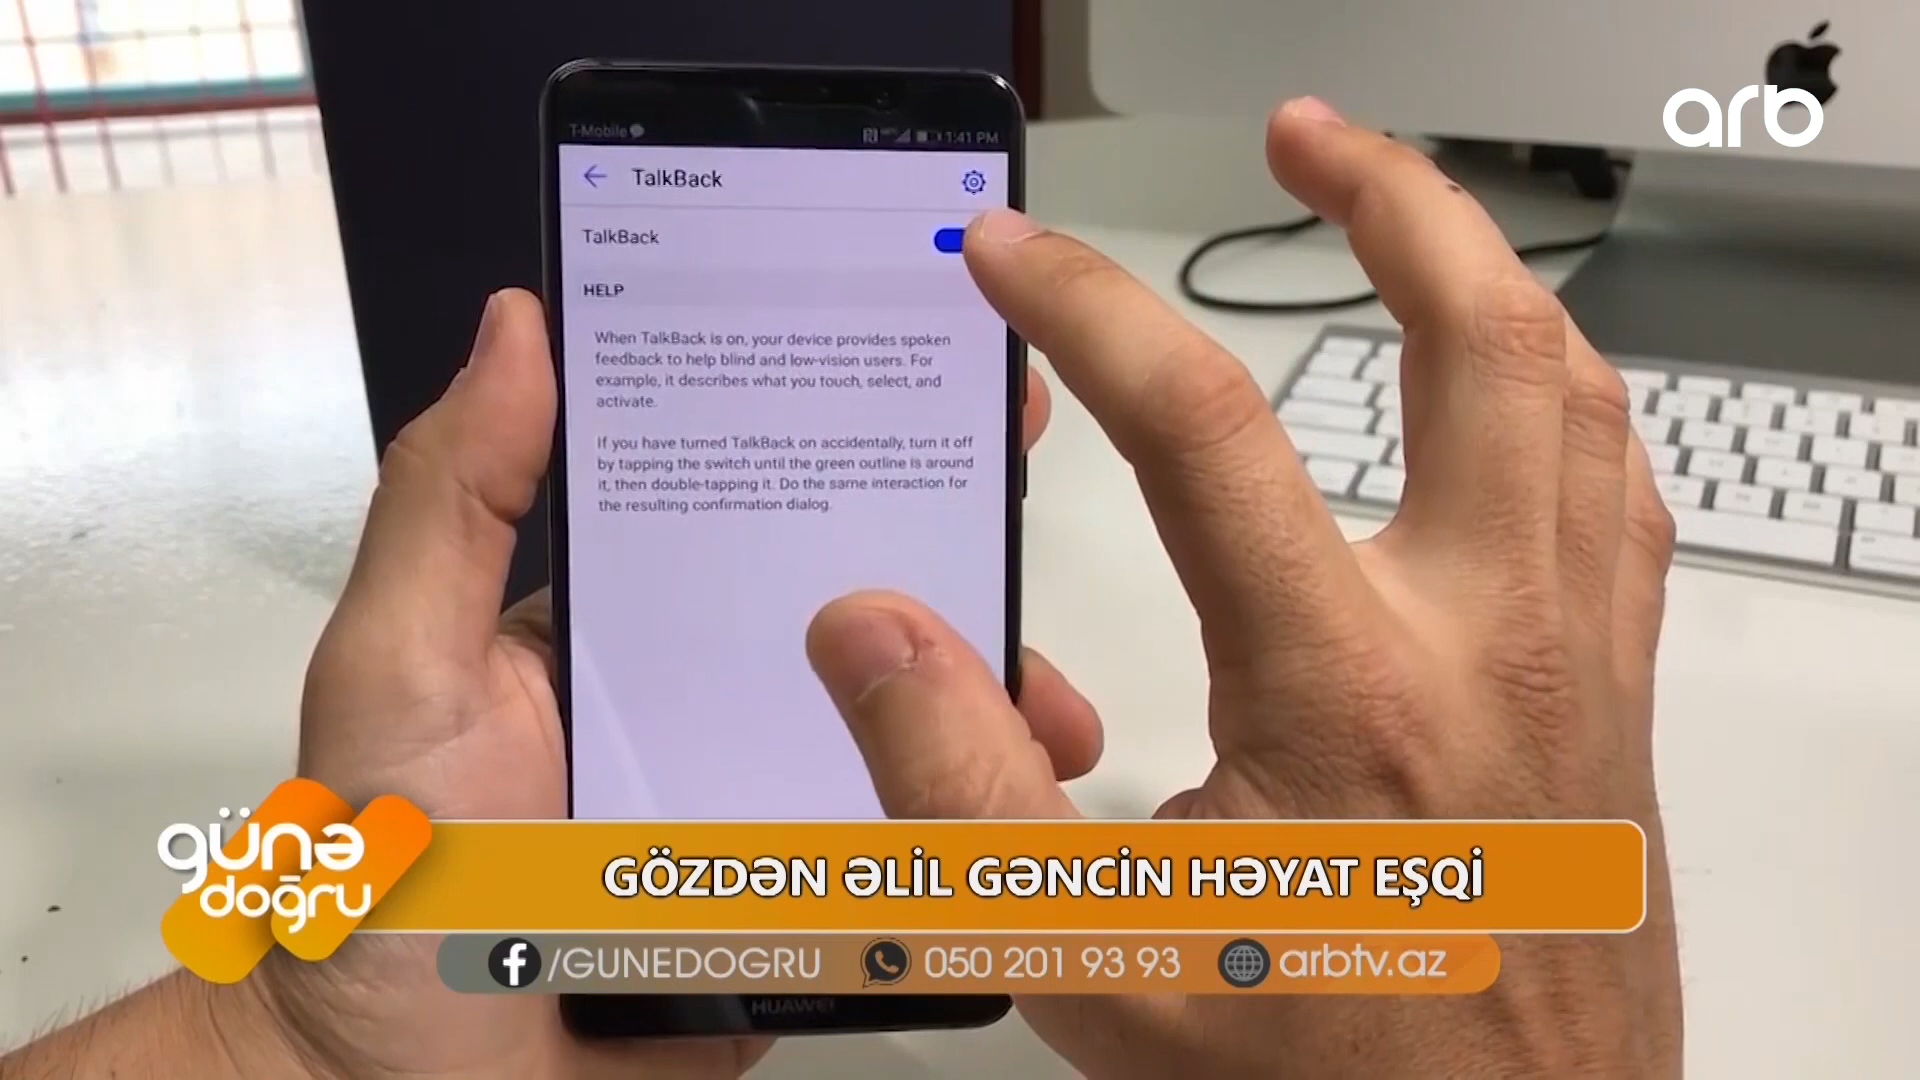 arb
T-Mobile
1:41 PM
TalkBack
TalkBack
HELP
When TalkBack is on, your device provides spoken
feedback to help blind and low-vision users. For
example, it describes what you touch, select, and
activate.
If you have turned TalkBack on accidentally, turn it off
by tapping the switch until the green outline is around
it, then double-tapping it. Do the same interaction for
the resulting confirmation dialog.
günə
doğru
GÖZDƏN ƏLİL GƏNCİN HƏYAT EŞQİ
/GUNEDOGRU 050 201 93 93 arbtv.az
HUAWEI